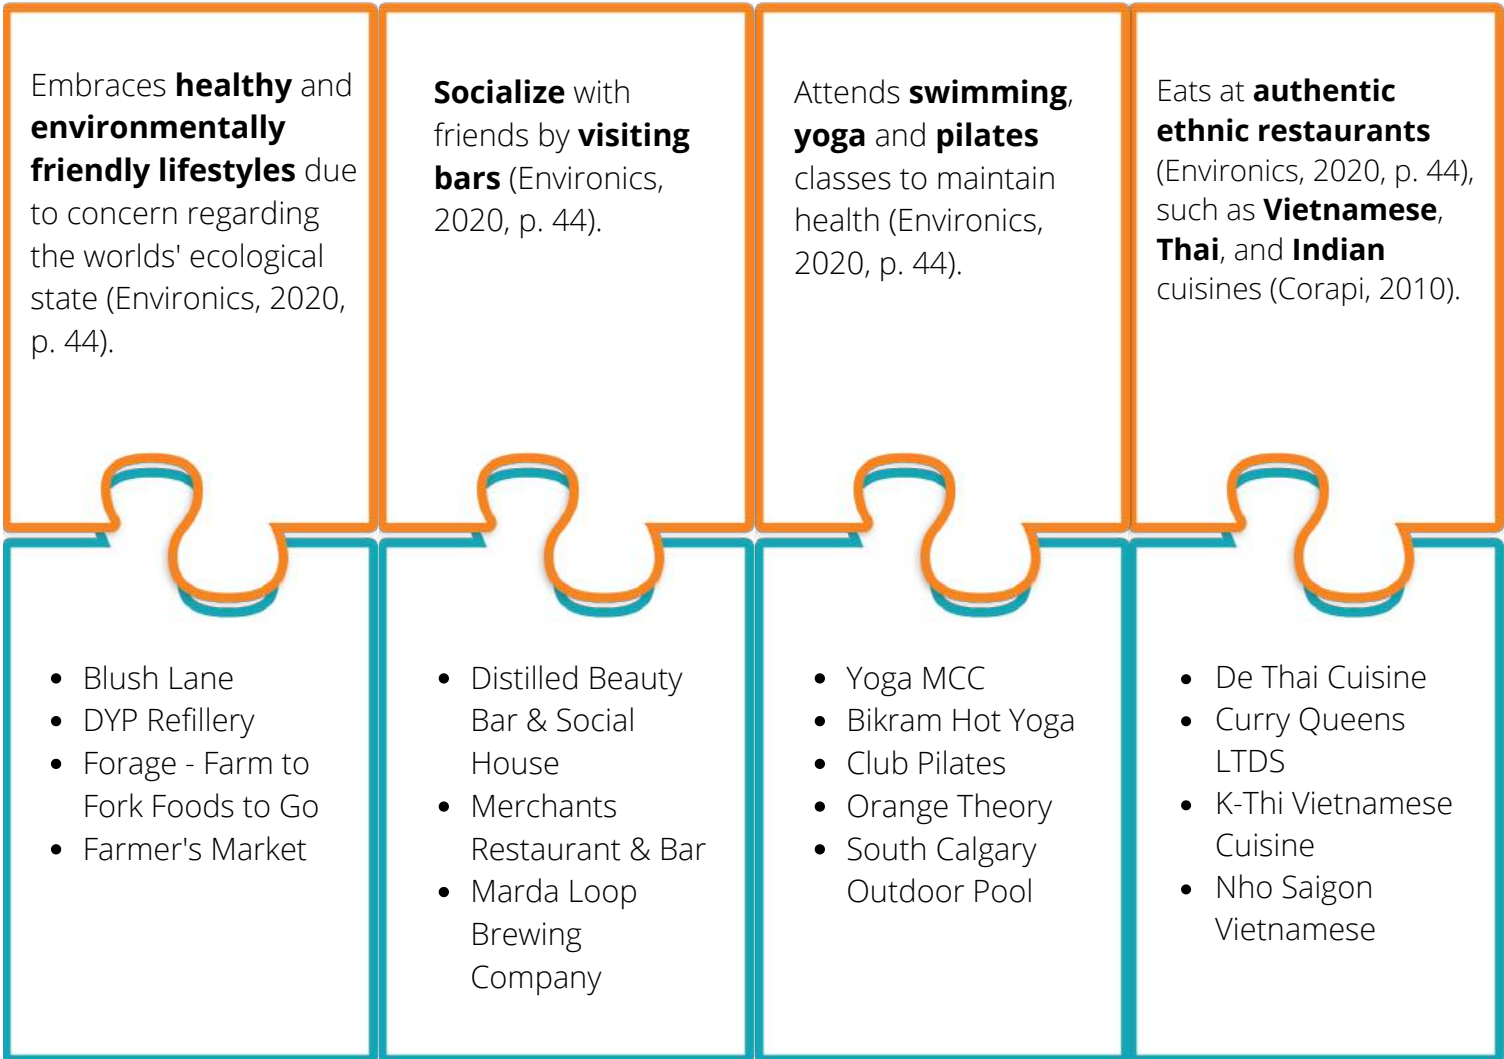 Embraces healthy and
environmentally
friendly lifestyles due
to concern regarding
the worlds' ecological
state (Environics, 2020,
p. 44).
Socialize with
friends by visiting
bars (Environics,
2020, p. 44).
Attends swimming,
yoga and pilates
classes to maintain
health (Environics,
2020, p. 44).
Eats at authentic
ethnic restaurants
(Environics, 2020, p. 44),
such as Vietnamese,
Thai, and Indian
cuisines (Corapi, 2010).
• Blush Lane
• DYP Refillery
• Forage - Farm to
Fork Foods to Go
• Farmer's Market
• Distilled Beauty
Bar & Social
House
• Merchants
Restaurant & Bar
• Marda Loop
Brewing
Company
• Yoga MCC
• Bikram Hot Yoga
• Club Pilates
• Orange Theory
• South Calgary
Outdoor Pool
• De Thai Cuisine
• Curry Queens
LTDS
• K-Thi Vietnamese
Cuisine
• Nho Saigon
Vietnamese